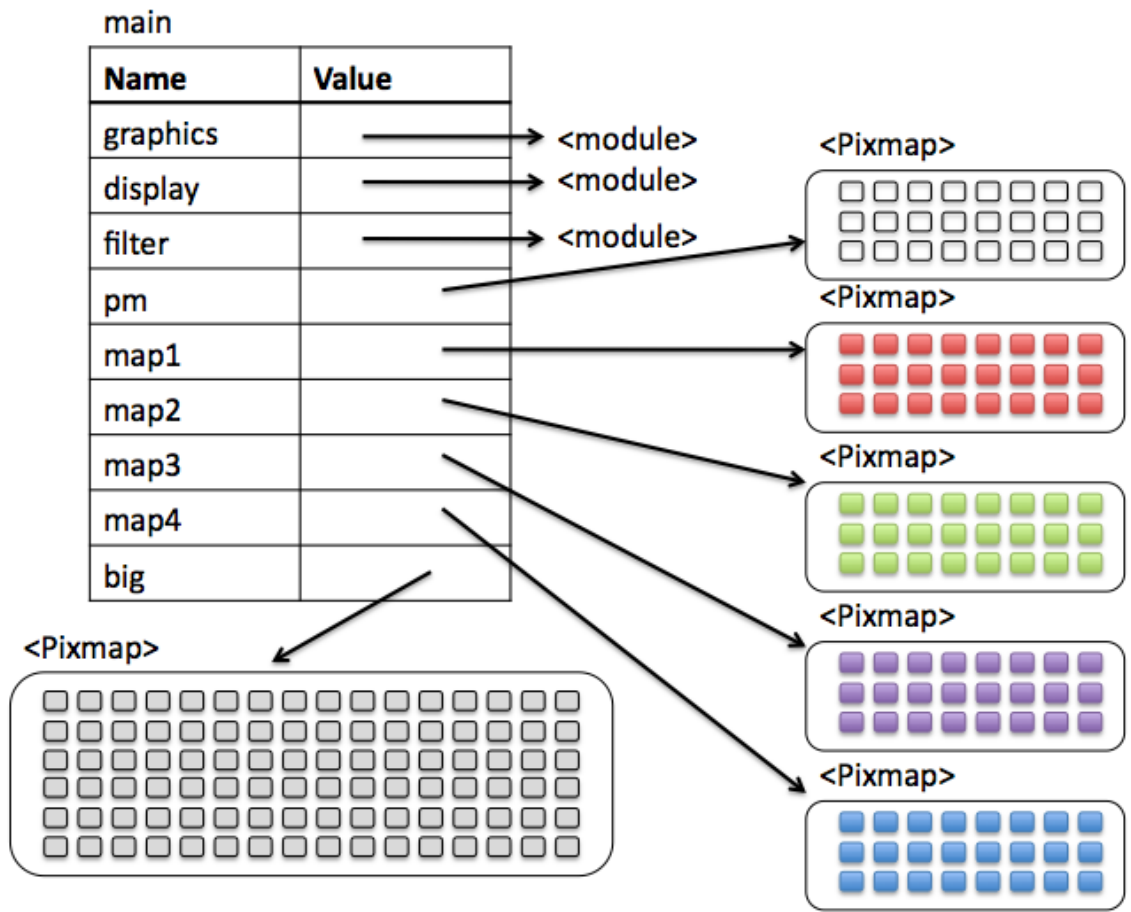 main
Name Value
graphics <module>
display <module>
filter <module>
pm
map1
map2
map3
map4
big
<Pixmap>
<Pixmap>
<Pixmap>
<Pixmap>
<Pixmap>
<Pixmap>